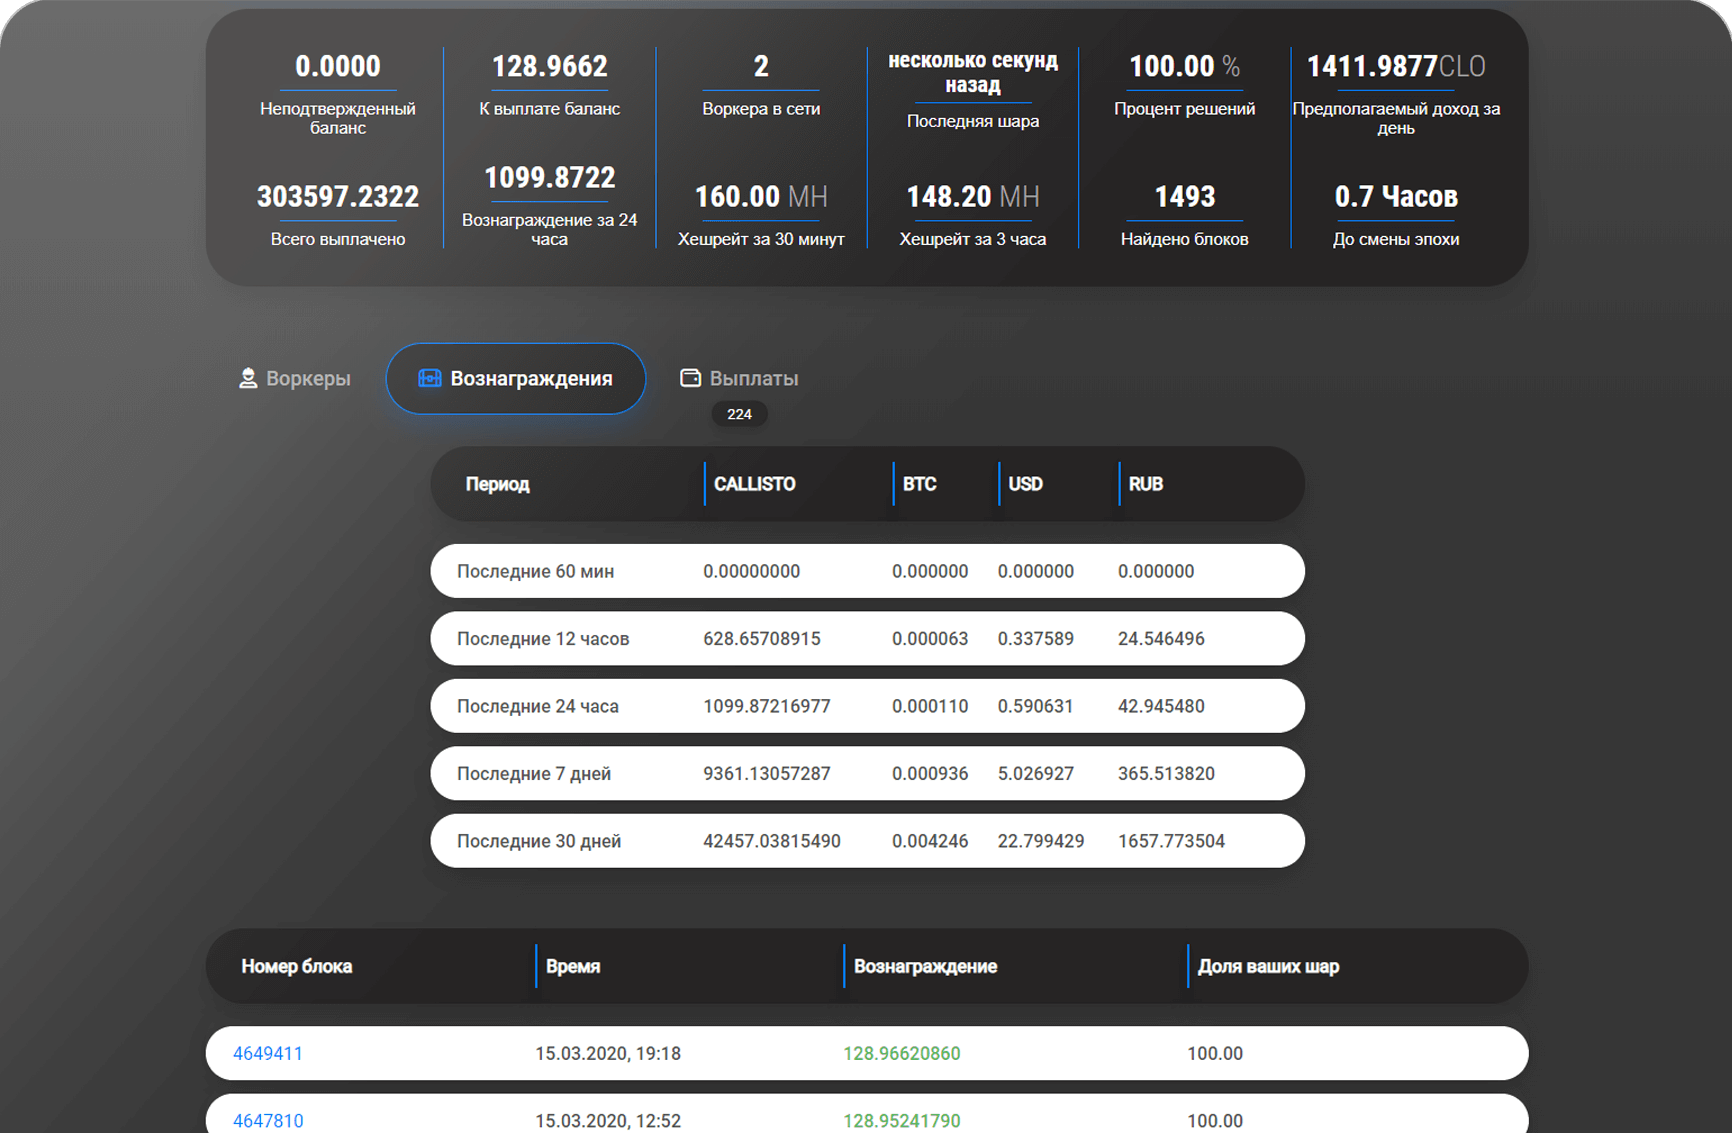 0.0000
Неподтвержденный
баланс
128.9662
К выплате баланс
2
Воркера в сети
несколько секунд
назад
Последняя шара
100.00 %
Процент решений
1411.9877CLO
Предполагаемый доход за
день
303597.2322
Всего выплачено
1099.8722
Вознаграждение за 24
часа
160.00 MH
Хешрейт за 30 минут
148.20 MH
Хешрейт за 3 часа
1493
Найдено блоков
0.7 Часов
До смены эпохи
Воркеры
Вознаграждения
Выплаты
224
Период CALLISTO BTC USD RUB
Последние 60 мин 0.00000000 0.000000 0.000000 0.000000
Последние 12 часов 628.65708915 0.000063 0.337589 24.546496
Последние 24 часа 1099.87216977 0.000110 0.590631 42.945480
Последние 7 дней 9361.13057287 0.000936 5.026927 365.513820
Последние 30 дней 42457.03815490 0.004246 22.799429 1657.773504
Номер блока Время Вознаграждение Доля ваших шар
4649411 15.03.2020, 19:18 128.96620860 100.00
4647810 15.03.2020, 12:52 128.95241790 100.00